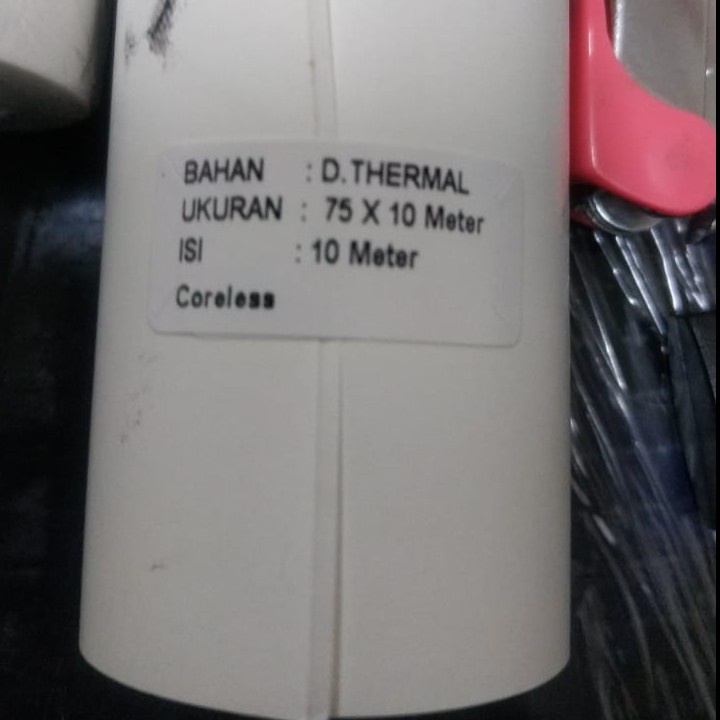 BAHAN : D.THERMAL
UKURAN : 75 X 10 Meter
ISI : 10 Meter
Coreless